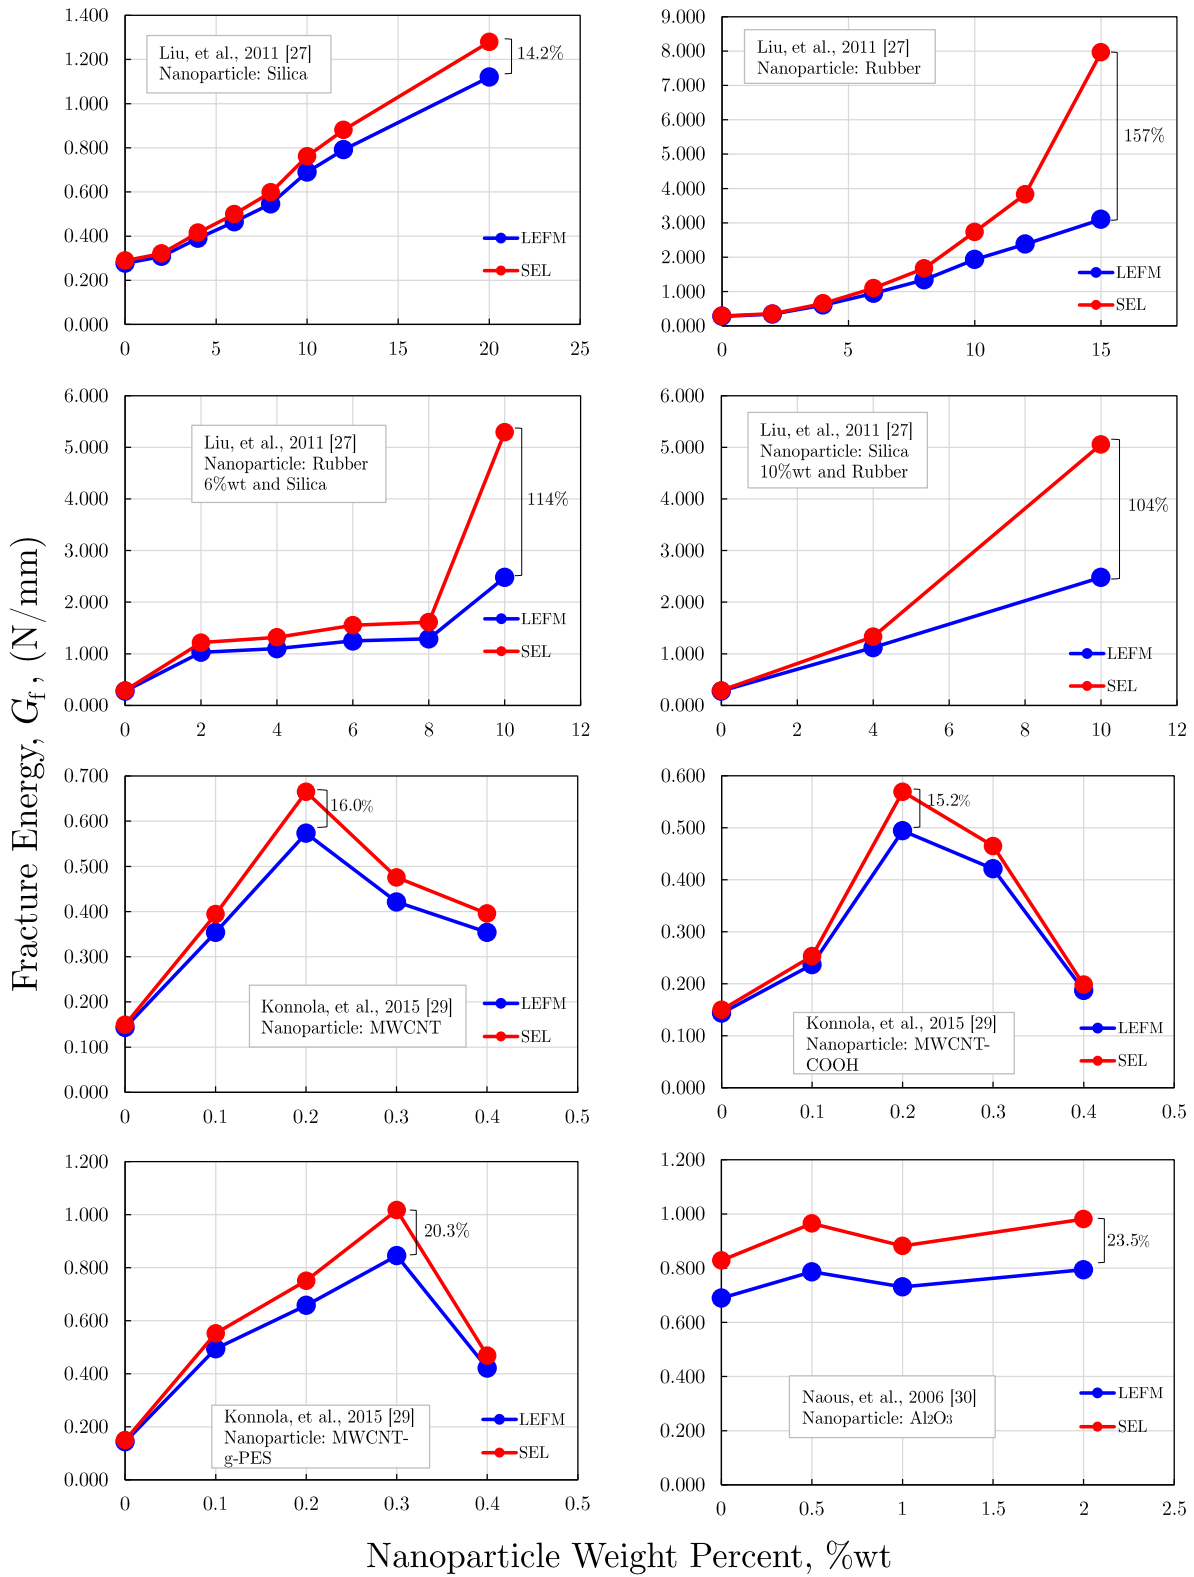 Fracture Energy, Gf, (N/mm)
1.400
1.200
1.000
0.800
0.600
0.400
0.200
0.000
0 5 10 15 20 25
Liu, et al., 2011 [27]
Nanoparticle: Silica
14.2%
LEFM
SEL
9.000
8.000
7.000
6.000
5.000
4.000
3.000
2.000
1.000
0.000
0 5 10 15
Liu, et al., 2011 [27]
Nanoparticle: Rubber
157%
LEFM
SEL
6.000
5.000
4.000
3.000
2.000
1.000
0.000
0 2 4 6 8 10 12
Liu, et al., 2011 [27]
Nanoparticle: Rubber
6%wt and Silica
114%
LEFM
SEL
6.000
5.000
4.000
3.000
2.000
1.000
0.000
0 2 4 6 8 10 12
Liu, et al., 2011 [27]
Nanoparticle: Silica
10%wt and Rubber
104%
LEFM
SEL
0.700
0.600
0.500
0.400
0.300
0.200
0.100
0.000
0 0.1 0.2 0.3 0.4 0.5
16.0%
Konnola, et al., 2015 [29]
Nanoparticle: MWCNT
LEFM
SEL
0.600
0.500
0.400
0.300
0.200
0.100
0.000
0 0.1 0.2 0.3 0.4 0.5
15.2%
Konnola, et al., 2015 [29]
Nanoparticle: MWCNT-
COOH
LEFM
SEL
1.200
1.000
0.800
0.600
0.400
0.200
0.000
0 0.1 0.2 0.3 0.4 0.5
20.3%
Konnola, et al., 2015 [29]
Nanoparticle: MWCNT-
g-PES
LEFM
SEL
1.200
1.000
0.800
0.600
0.400
0.200
0.000
0 0.5 1 1.5 2 2.5
23.5%
Naous, et al., 2006 [30]
Nanoparticle: Al2O3
LEFM
SEL
Nanoparticle Weight Percent, %wt